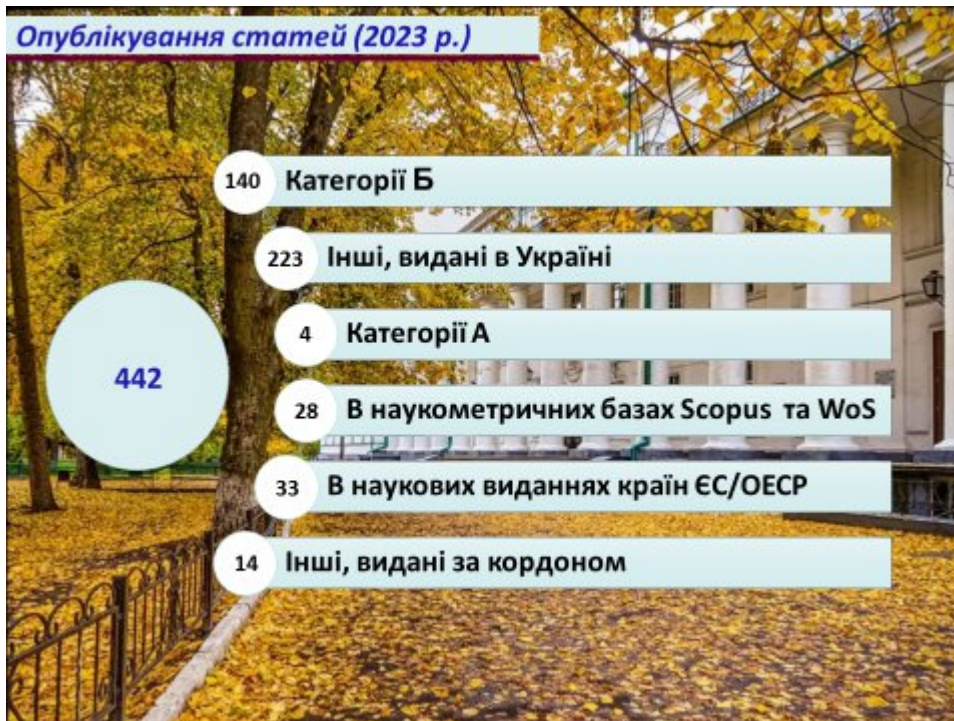 Опублікування статей (2023 р.)
140 Категорії Б
223 Інші, видані в Україні
4 Категорії А
442
28 В наукометричних базах Scopus та WoS
33 В наукових виданнях країн ЄС/ОЕСР
14 Інші, видані за кордоном